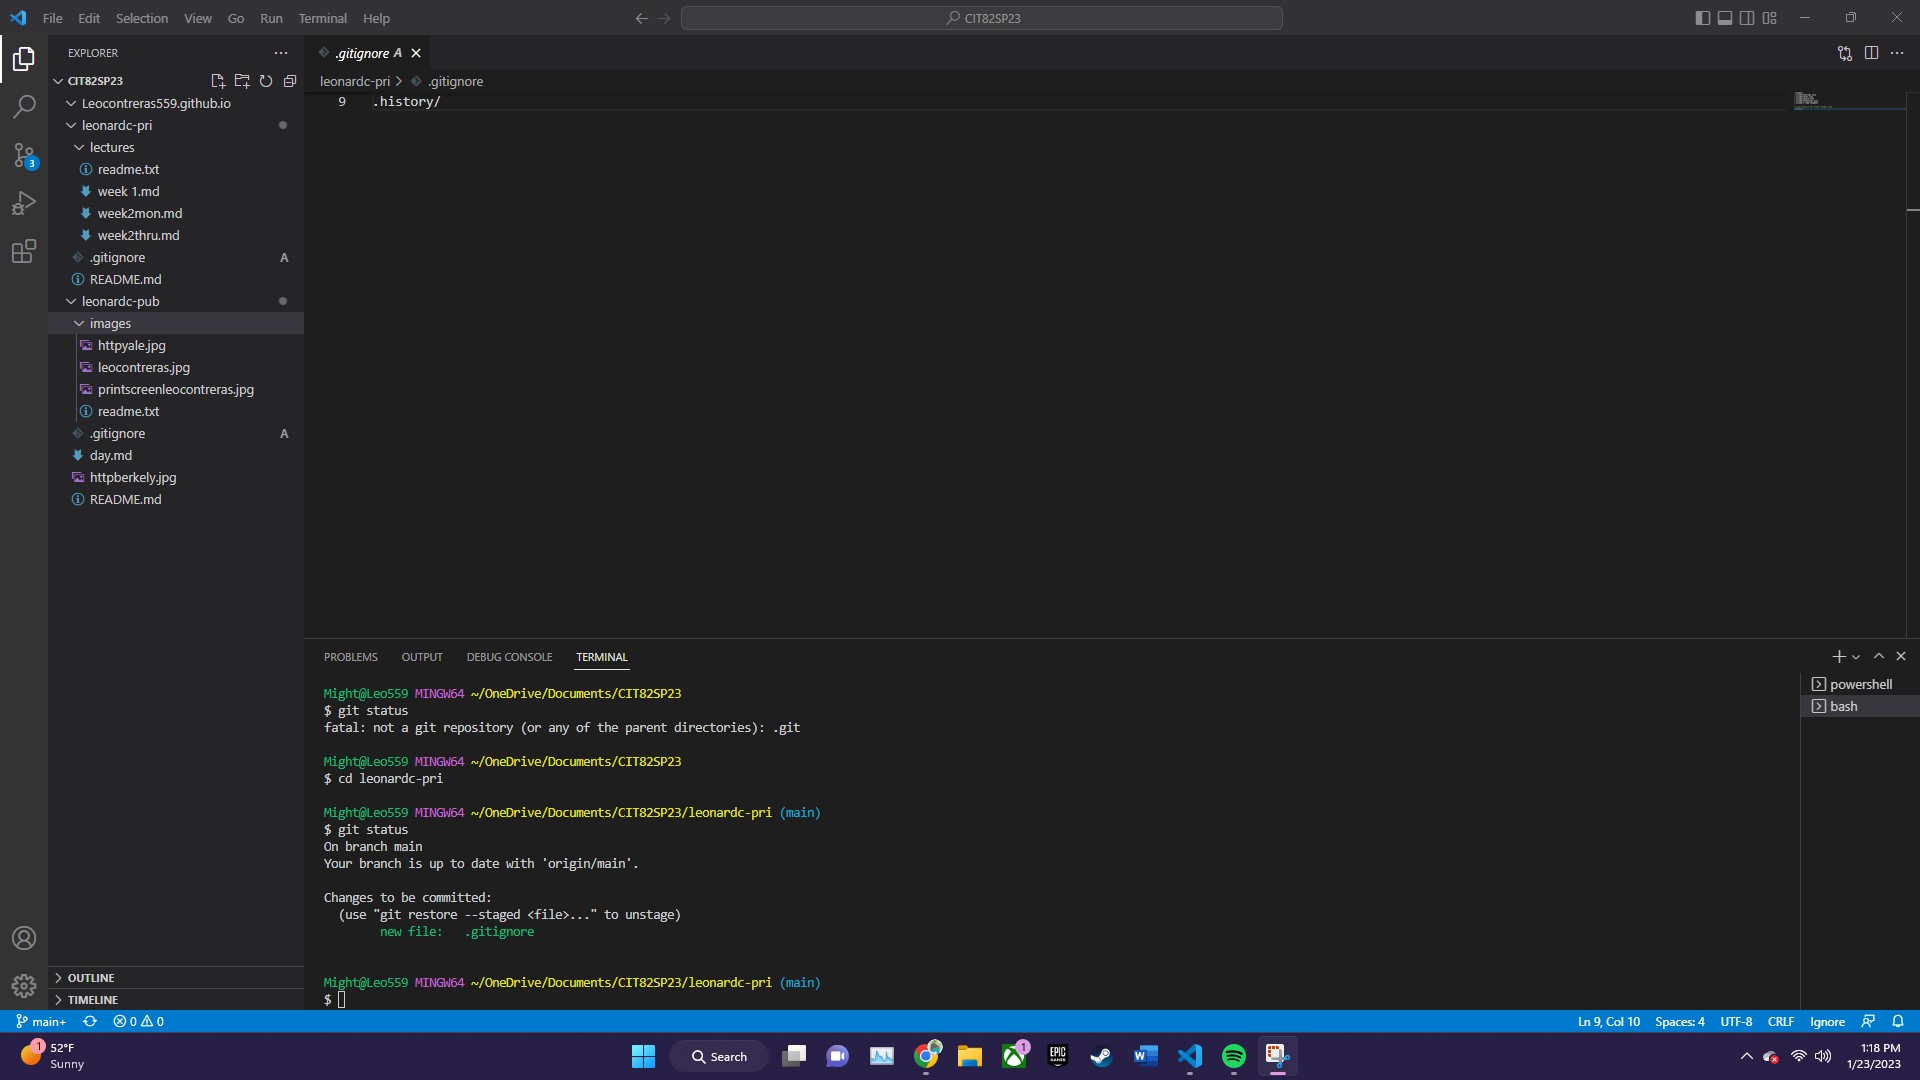 File Edit Selection View Go Run Terminal Help
CIT82SP23
EXPLORER
CIT82SP23
Leocontreras559.github.io
leonardc-pri
lectures
readme.txt
week 1.md
week2mon.md
week2thru.md
.gitignore A
README.md
leonardc-pub
images
httpyale.jpg
leocontreras.jpg
printscreenleocontreras.jpg
readme.txt
.gitignore A
day.md
httpberkely.jpg
README.md
OUTLINE
TIMELINE
3
.gitignore A
leonardc-pri > .gitignore
9 .history/
PROBLEMS OUTPUT DEBUG CONSOLE TERMINAL
Might@Leo559 MINGW64 ~/OneDrive/Documents/CIT82SP23
$ git status
fatal: not a git repository (or any of the parent directories): .git
Might@Leo559 MINGW64 ~/OneDrive/Documents/CIT82SP23
$ cd leonardc-pri
Might@Leo559 MINGW64 ~/OneDrive/Documents/CIT82SP23/leonardc-pri (main)
$ git status
On branch main
Your branch is up to date with 'origin/main'.
Changes to be committed:
(use "git restore --staged <file>..." to unstage)
new file: .gitignore
Might@Leo559 MINGW64 ~/OneDrive/Documents/CIT82SP23/leonardc-pri (main)
$
powershell
bash
main+ 0 0
Ln 9, Col 10 Spaces: 4 UTF-8 CRLF Ignore
1
52°F
Sunny
Search
1
EPIC
GAMES
W
1:18 PM
1/23/2023